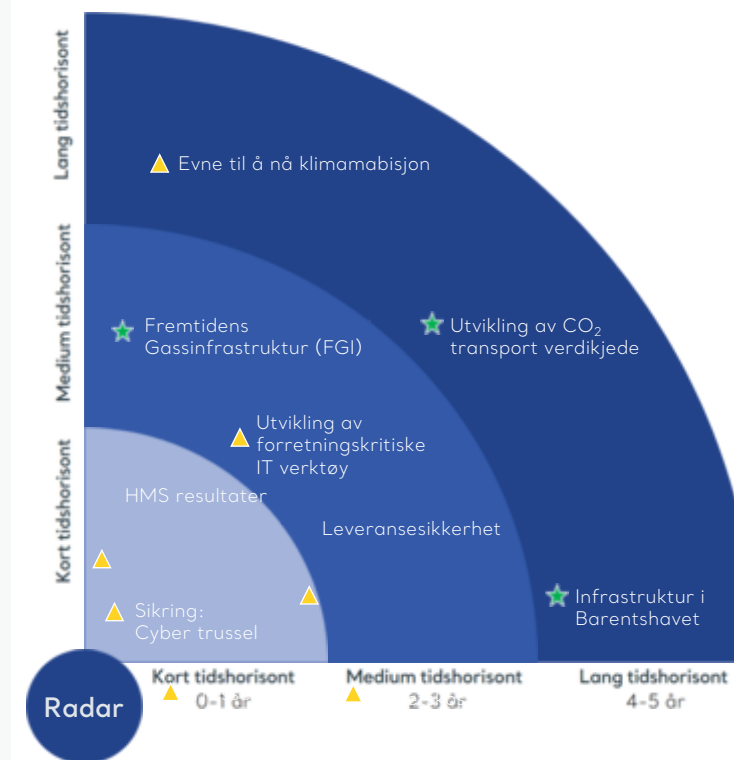 Lang tidshorisont
Evne til å nå klimamabisjon
Medium tidshorisont
Fremtidens
Gassinfrastruktur (FGI)
Utvikling av CO₂
transport verdikjede
Utvikling av
forretningskritiske
IT verktøy
Kort tidshorisont
HMS resultater
Leveransesikkerhet
Sikring:
Cyber trussel
Infrastruktur i
Barentshavet
Radar
Kort tidshorisont
0-1 år
Medium tidshorisont
2-3 år
Lang tidshorisont
4-5 år